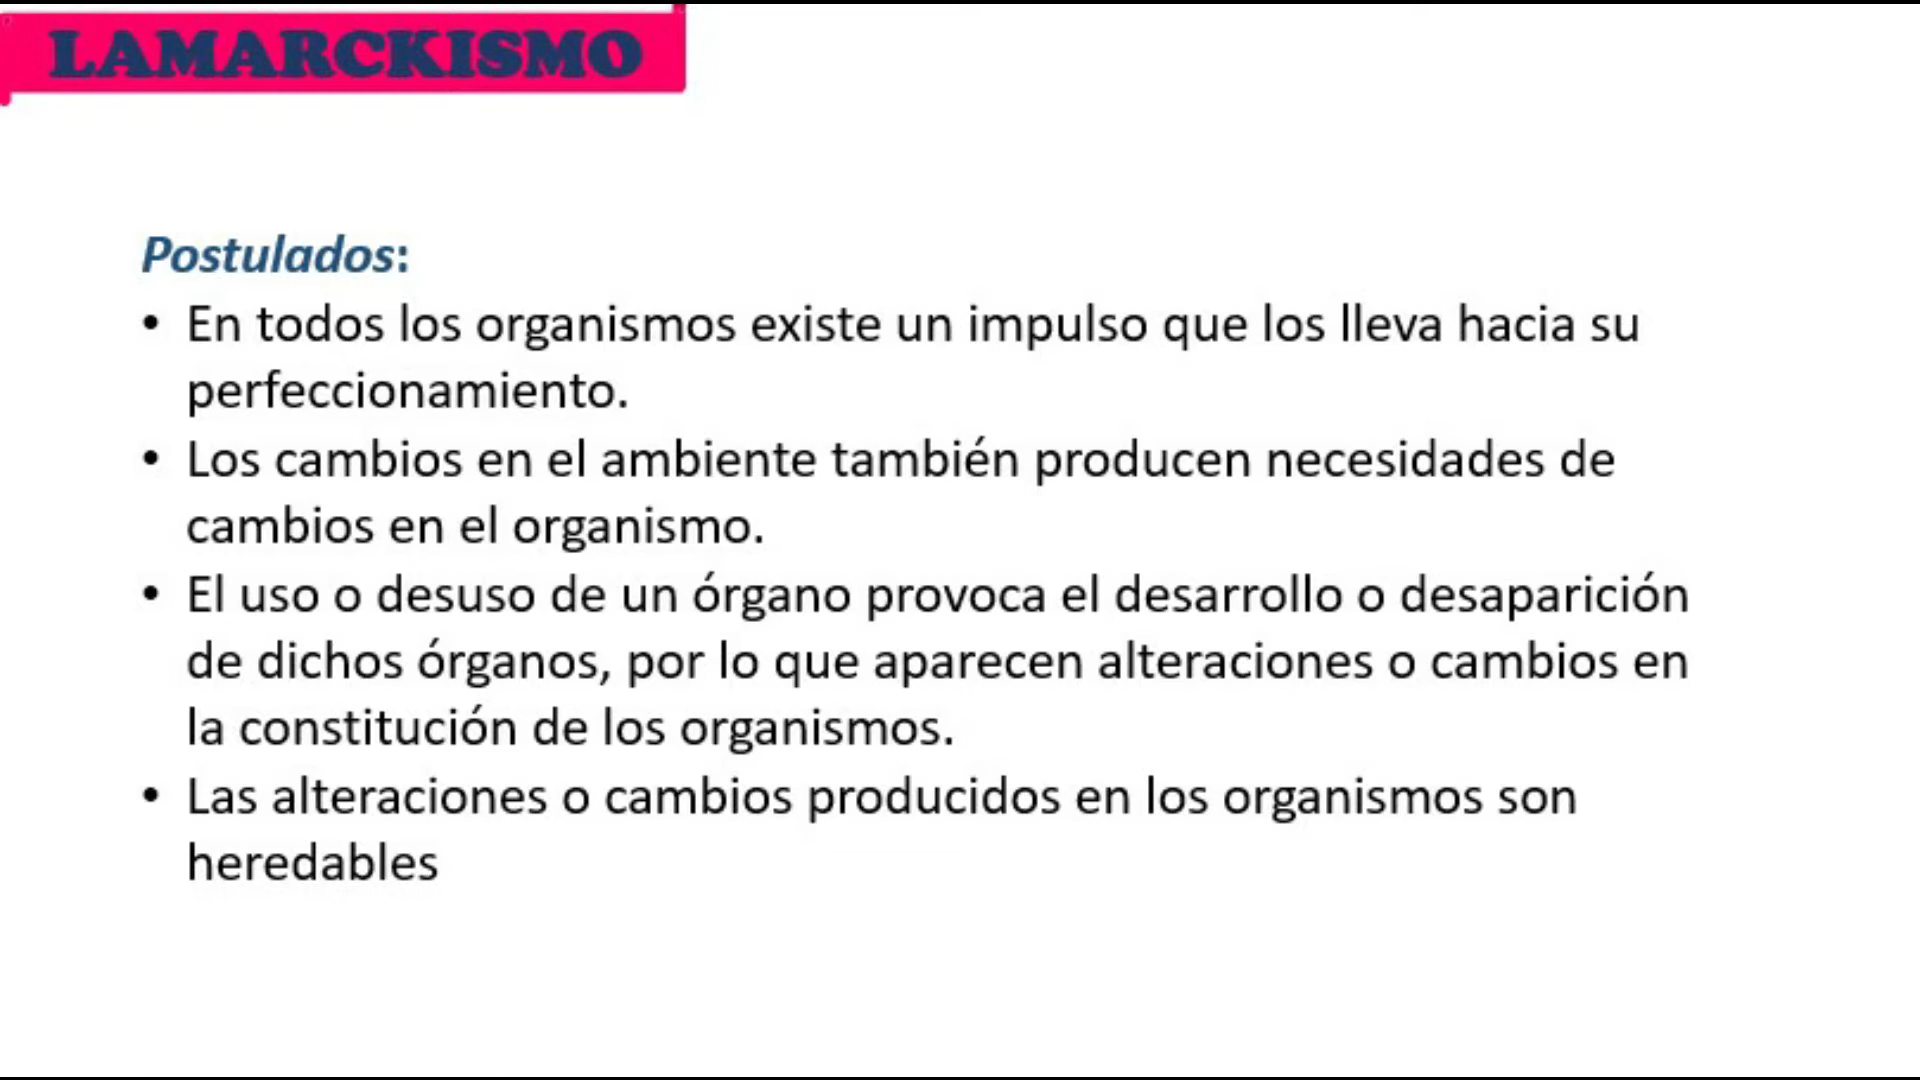 LAMARCKISMO
Postulados:
• En todos los organismos existe un impulso que los lleva hacia su
perfeccionamiento.
• Los cambios en el ambiente también producen necesidades de
cambios en el organismo.
• El uso o desuso de un órgano provoca el desarrollo o desaparición
de dichos órganos, por lo que aparecen alteraciones o cambios en
la constitución de los organismos.
• Las alteraciones o cambios producidos en los organismos son
heredables